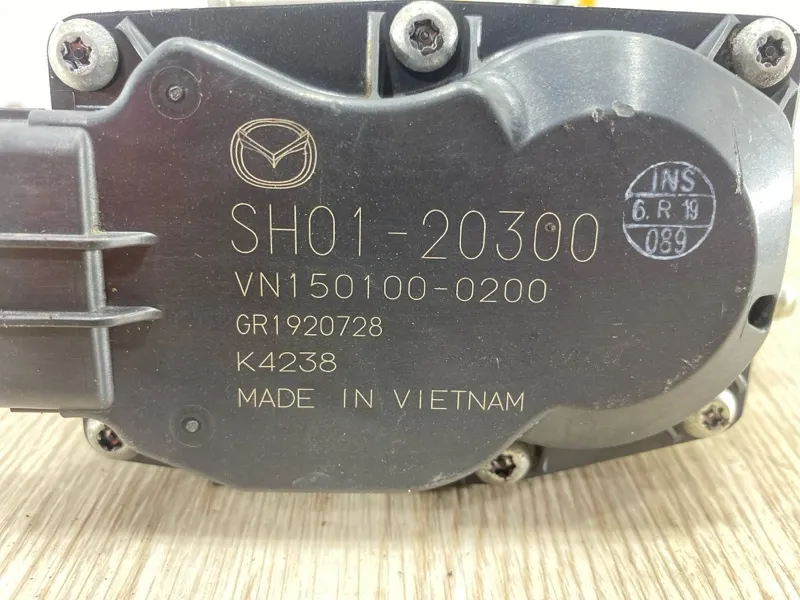 SH01-20300
VN150100-0200
GR1920728
K4238
MADE IN VIETNAM
INS
6. R 19
089